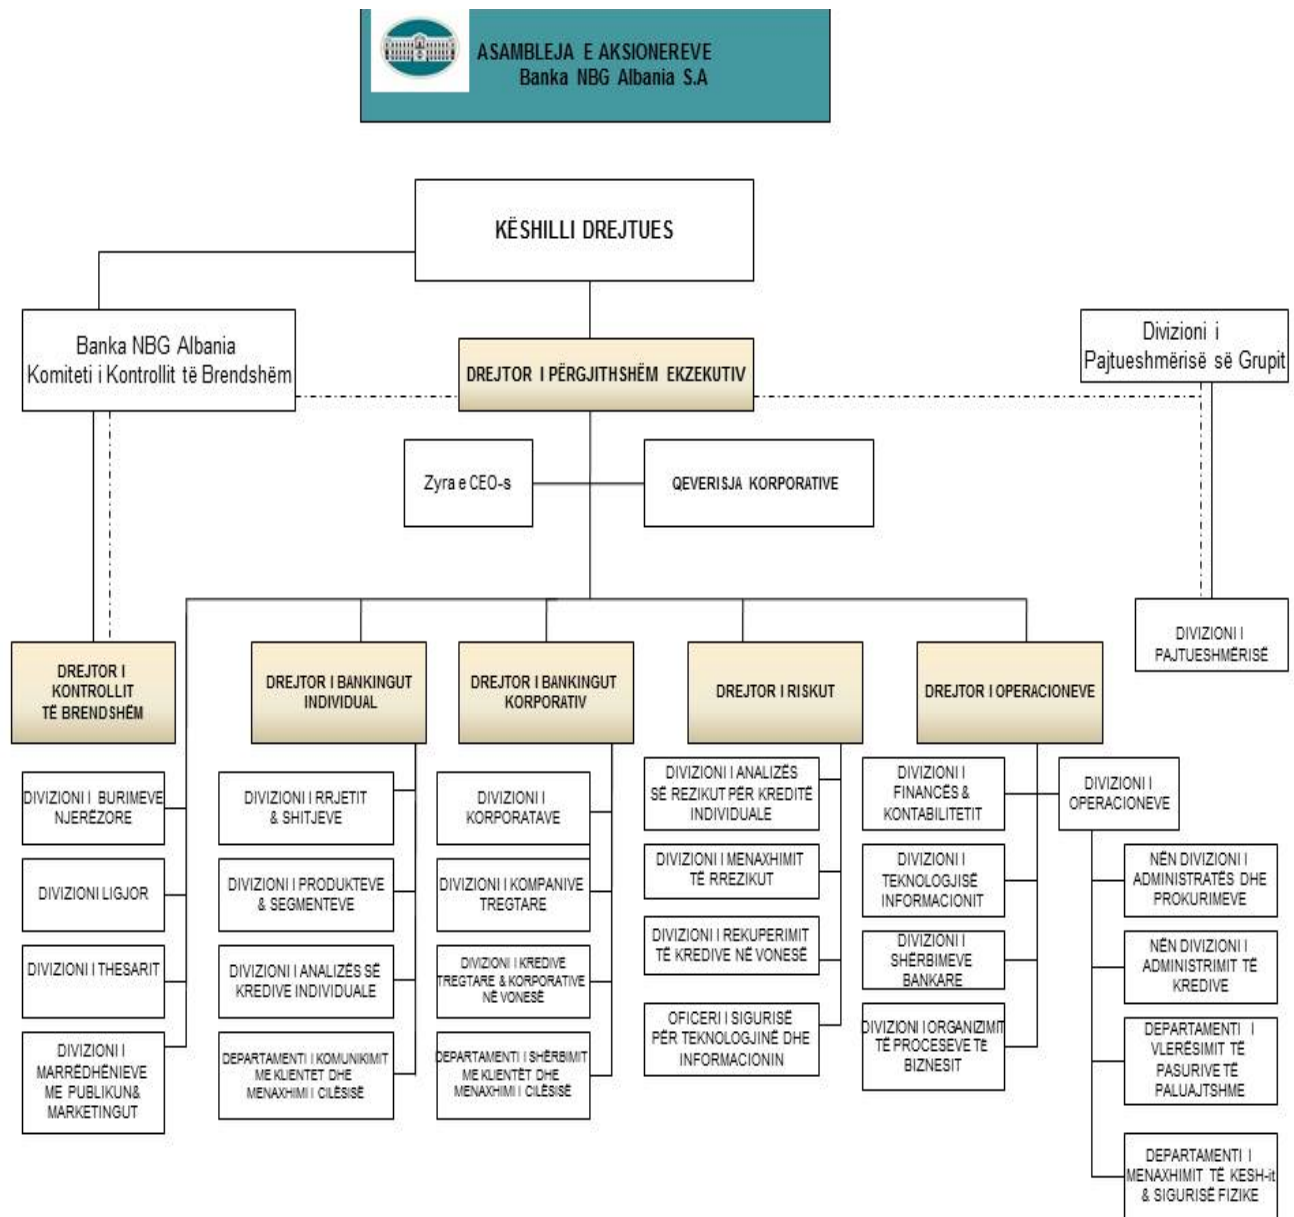 ASAMBLEJA E AKSIONEREVE
Banka NBG Albania S.A
KËSHILLI DREJTUES
Banka NBG Albania
Komiteti i Kontrollit të Brendshëm
DREJTOR I PËRGJITHSHËM EKZEKUTIV
Divizioni i
Pajtueshmërisë së Grupit
Zyra e CEO-s
QEVERISJA KORPORATIVE
DIVIZIONI I
PAJTUESHMËRISË
DREJTOR I
KONTROLLIT
TË BRENDSHËM
DREJTOR I BANKINGUT
INDIVIDUAL
DREJTOR I BANKINGUT
KORPORATIV
DREJTOR I RISKUT
DREJTOR I OPERACIONEVE
DIVIZIONI I BURIMEVE
NJERËZORE
DIVIZIONI LIGJOR
DIVIZIONI I THESARIT
DIVIZIONI I
MARRËDHËNIEVE
ME PUBLIKUN&
MARKETINGUT
DIVIZIONI I RRJETIT
& SHITJEVE
DIVIZIONI I PRODUKTEVE
& SEGMENTEVE
DIVIZIONI I ANALIZËS SË
KREDIVE INDIVIDUALE
DEPARTAMENTI I KOMUNIKIMIT
ME KLIENTET DHE
MENAXHIMI I CILËSISË
DIVIZIONI I
KORPORATAVE
DIVIZIONI I KOMPANIVE
TREGTARE
DIVIZIONI I KREDIVE
TREGTARE & KORPORATIVE
NË VONESË
DEPARTAMENTI I SHËRBIMIT
ME KLIENTËT DHE
MENAXHIMI I CILËSISË
DIVIZIONI I ANALIZËS
SË REZIKUT PËR KREDITË
INDIVIDUALE
DIVIZIONI I MENAXHIMIT
TË RREZIKUT
DIVIZIONI I REKUPERIMIT
TË KREDIVE NË VONESË
OFICERI I SIGURISË
PËR TEKNOLOGJINË DHE
INFORMACIONIN
DIVIZIONI I
FINANCËS &
KONTABILITETIT
DIVIZIONI I
TEKNOLOGJISË
INFORMACIONIT
DIVIZIONI I
SHËRBIMEVE
BANKARE
DIVIZIONI I ORGANIZIMIT
TË PROCESEVE TË
BIZNESIT
DIVIZIONI I
OPERACIONEVE
NËN DIVIZIONI I
ADMINISTRATËS DHE
PROKURIMEVE
NËN DIVIZIONI I
ADMINISTRIMIT TË
KREDIVE
DEPARTAMENTI I
VLERËSIMIT TË
PASURIVE TË
PALUAJTSHME
DEPARTAMENTI I
MENAXHIMIT TË KESH-it
& SIGURISË FIZIKE